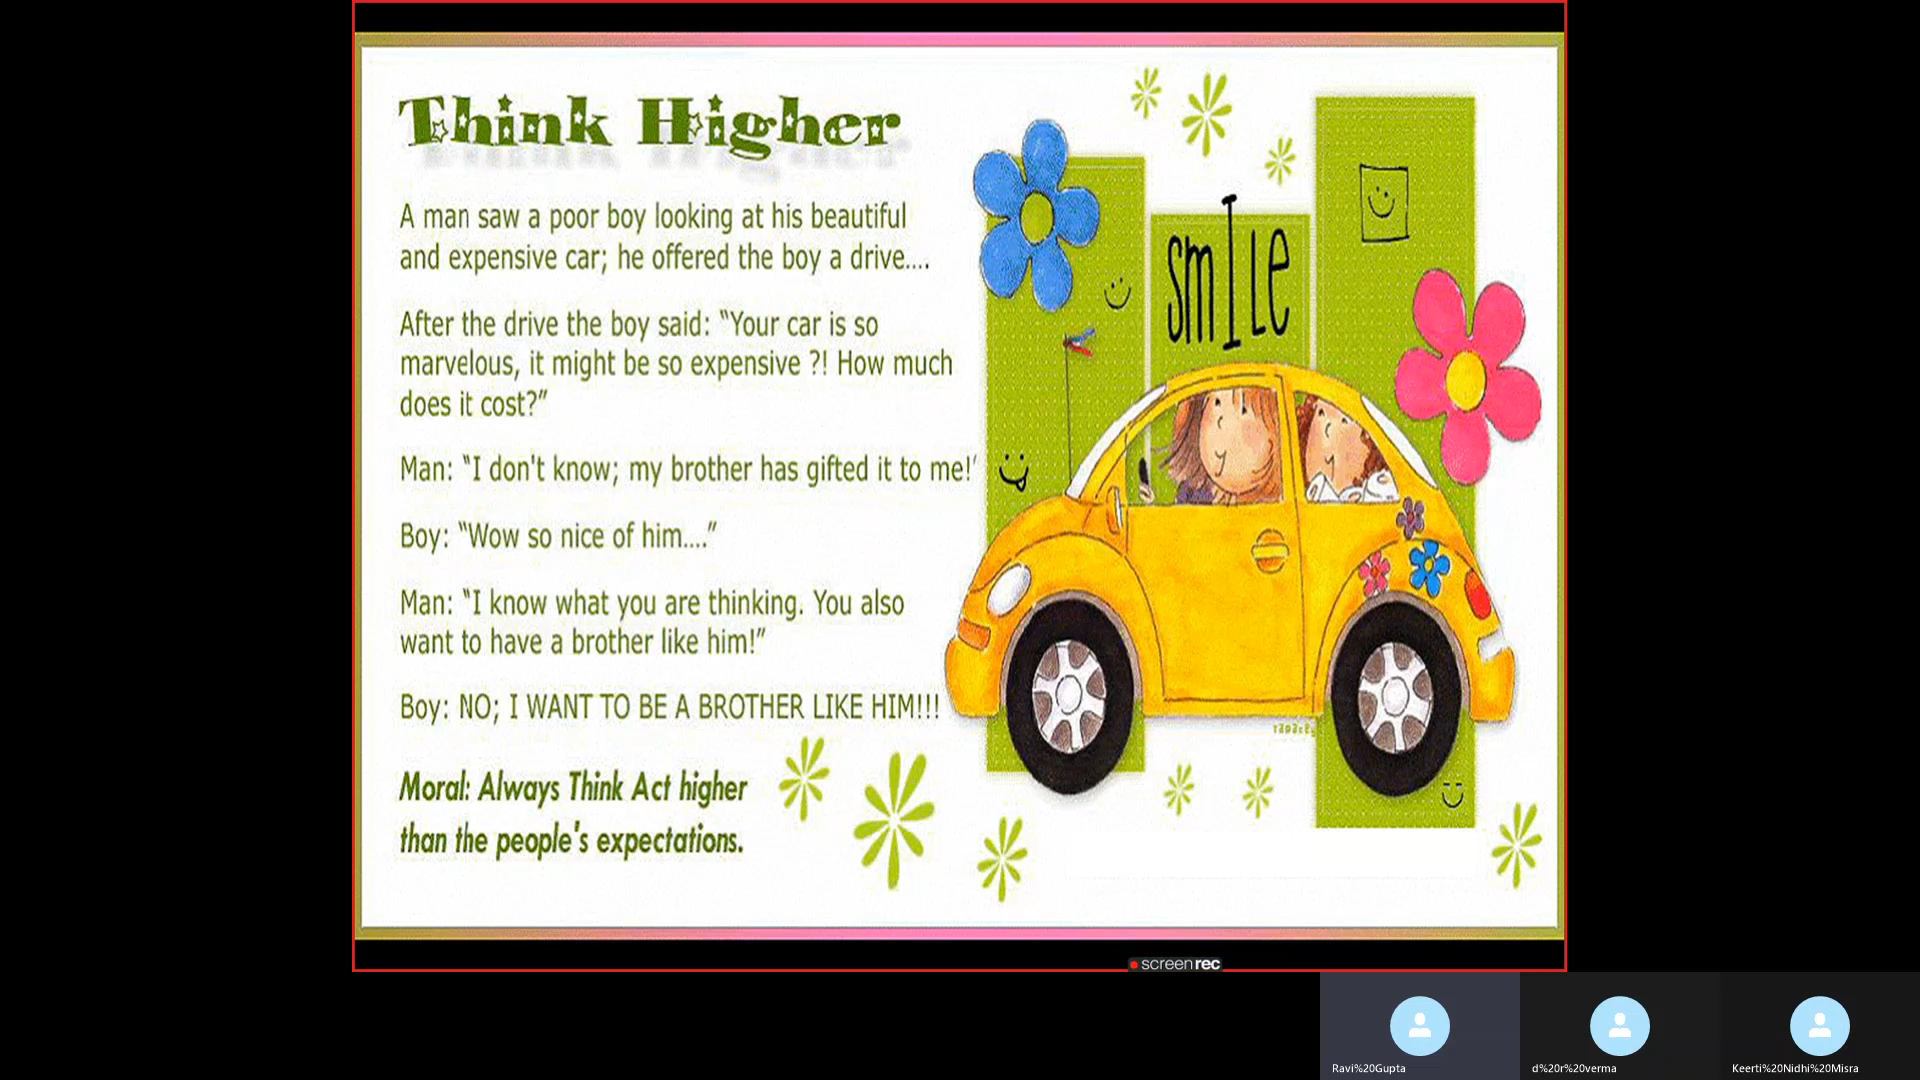 Think Higher
A man saw a poor boy looking at his beautiful
and expensive car; he offered the boy a drive....
After the drive the boy said: “Your car is so
marvelous, it might be so expensive ?! How much
does it cost?”
Man: “I don't know; my brother has gifted it to me!'
Boy: “Wow so nice of him....”
Man: “I know what you are thinking. You also
want to have a brother like him!”
Boy: NO; I WANT TO BE A BROTHER LIKE HIM!!!
Moral: Always Think Act higher
than the people's expectations.
smILe
screenrec
Ravi%20Gupta
d%20r%20verma
Keerti%20Nidhi%20Misra